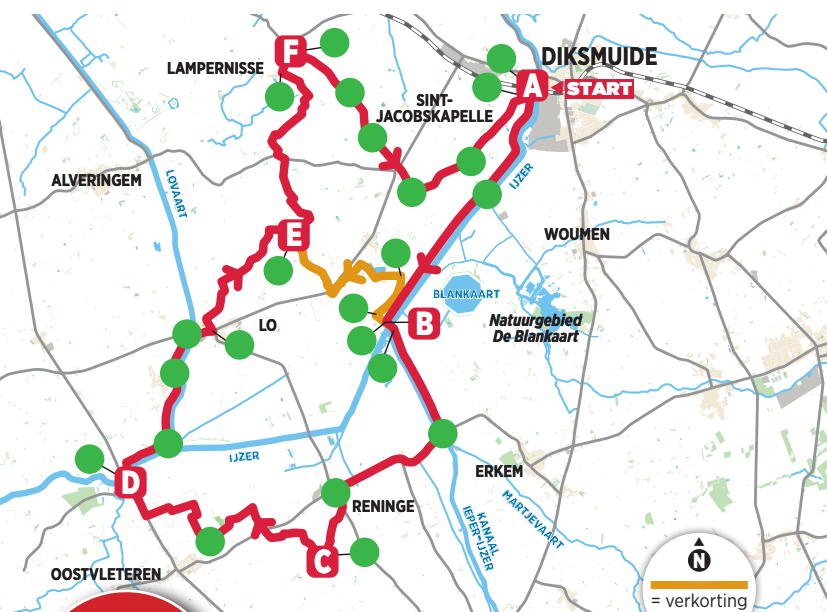 F
LAMPERNISSE
DIKSMUIDE
A
START
SINT-
JACOBSKAPELLE
ALVERINGEM
LOVAART
IJZER
E
WOUMEN
BLANKAART
B
Natuurgebied
De Blankaart
LO
IJZER
D
ERKEM
RENINGE
MARTJEVAART
KANAAL
IEPER-IJZER
C
OOSTVLETEREN
N
= verkorting